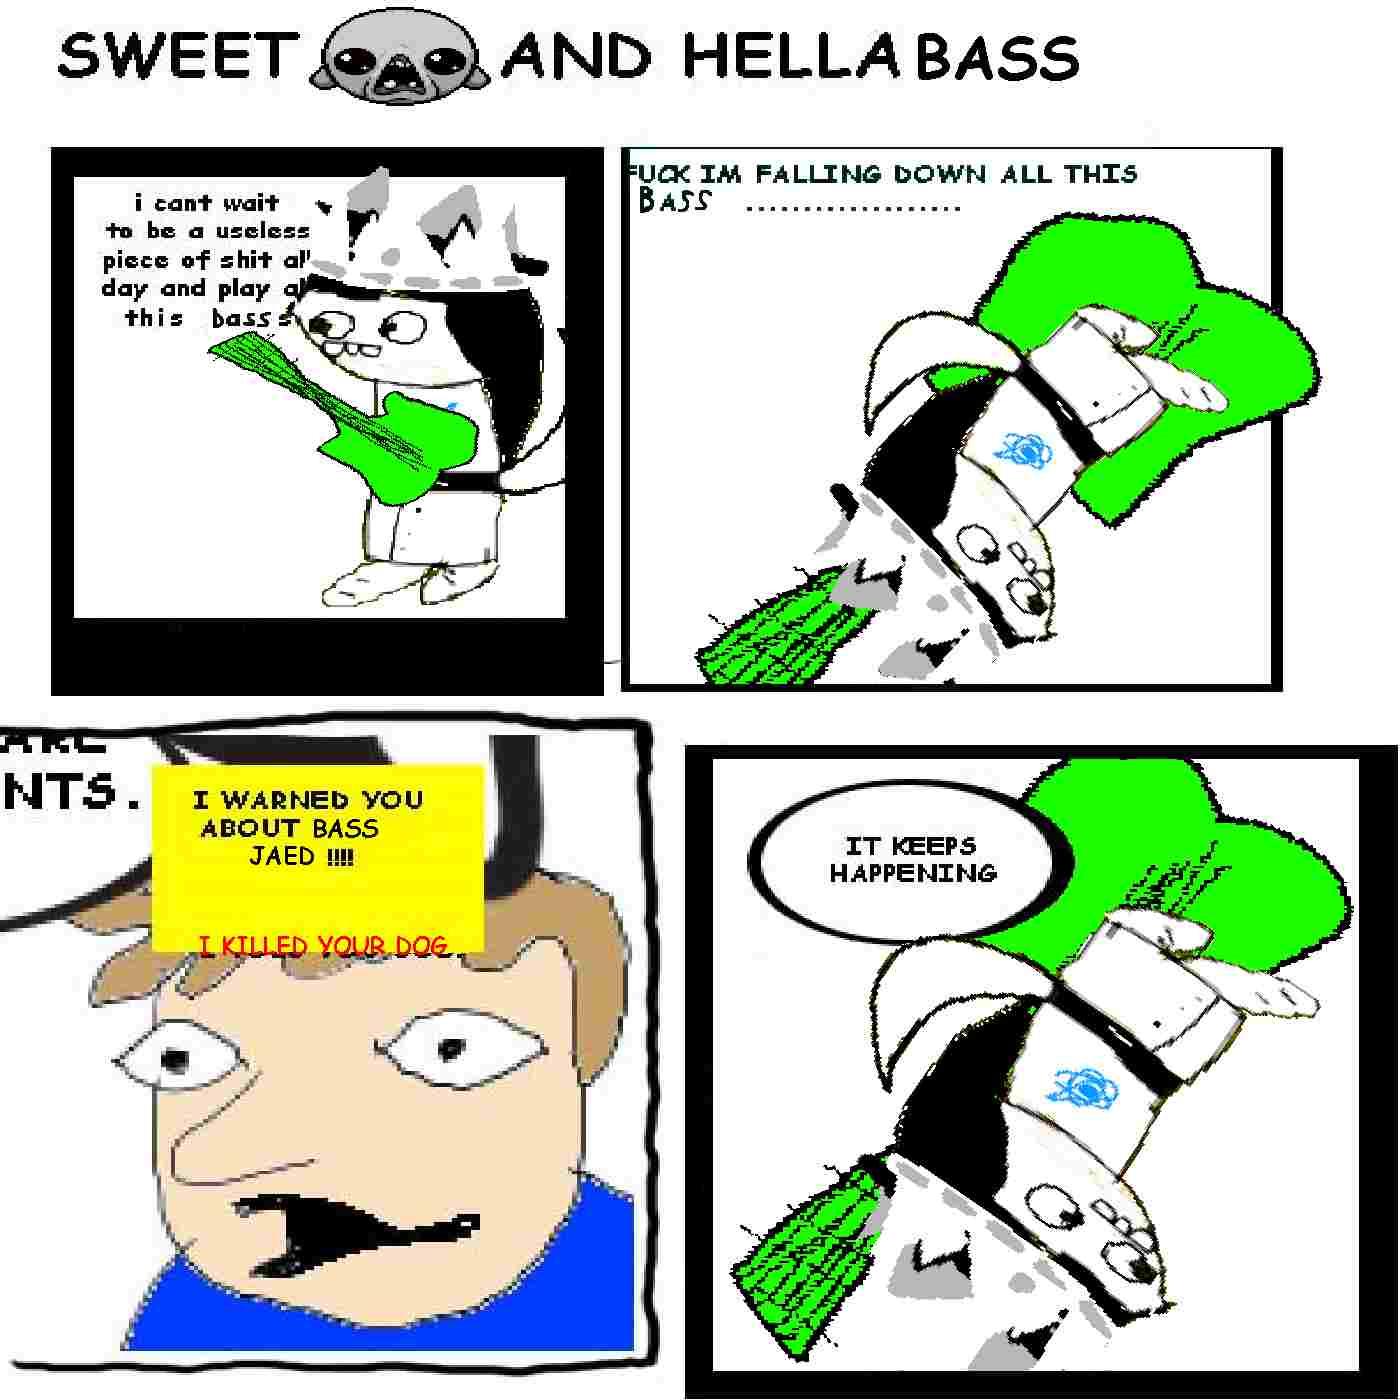 SWEET AND HELLA BASS
i cant wait
to be a useless
piece of shit al
day and play a
this bass
FUCK IM FALLING DOWN ALL THIS
BASS ...................
NTS.
I WARNED YOU
ABOUT BASS
JAED !!!!
I KILLED YOUR DOG.
IT KEEPS
HAPPENING